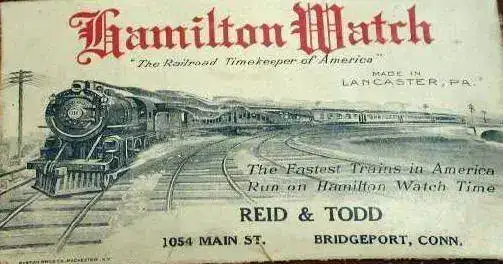 Hamilton Watch
"The Railroad Timekeeper of America"
MADE IN
LANCASTER, PA.
The Fastest Trains in America
Run on Hamilton Watch Time
REID & TODD
1054 MAIN ST. BRIDGEPORT, CONN.
ROCHESTER, N.Y.